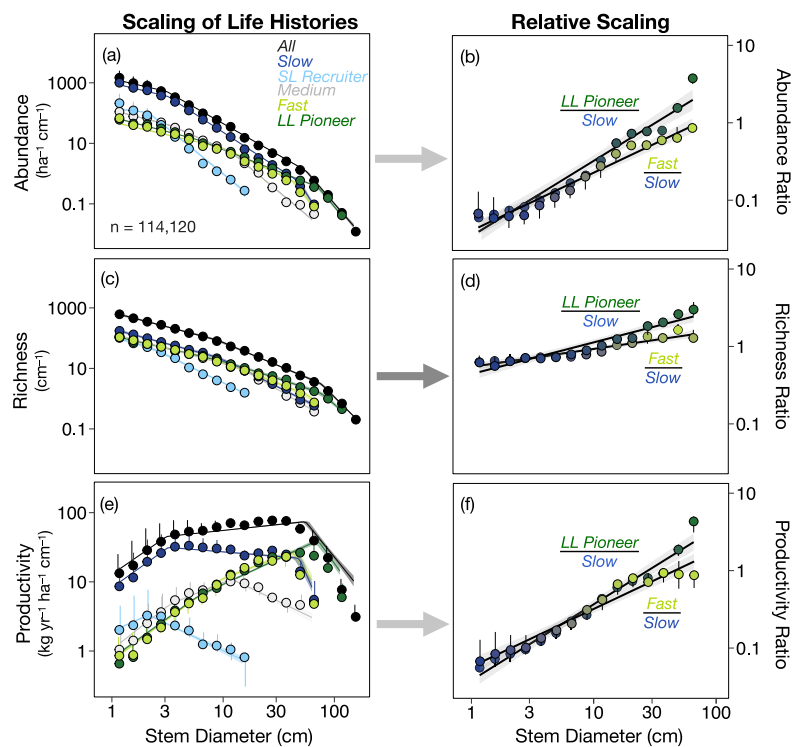 Scaling of Life Histories
Relative Scaling
(a)
All
Slow
SL Recruiter
Medium
Fast
LL Pioneer
1000
10
0.1
Abundance
(ha⁻¹ cm⁻¹)
n = 114,120
(b)
LL Pioneer
Slow
Fast
Slow
10
1
0.1
Abundance Ratio
(c)
1000
10
0.1
Richness
(cm⁻¹)
(d)
LL Pioneer
Slow
Fast
Slow
10
1
0.1
Richness Ratio
(e)
100
10
1
Productivity
(kg yr⁻¹ ha⁻¹ cm⁻¹)
1 3 10 30 100
Stem Diameter (cm)
(f)
LL Pioneer
Slow
Fast
Slow
10
1
0.1
Productivity Ratio
1 3 10 30 100
Stem Diameter (cm)